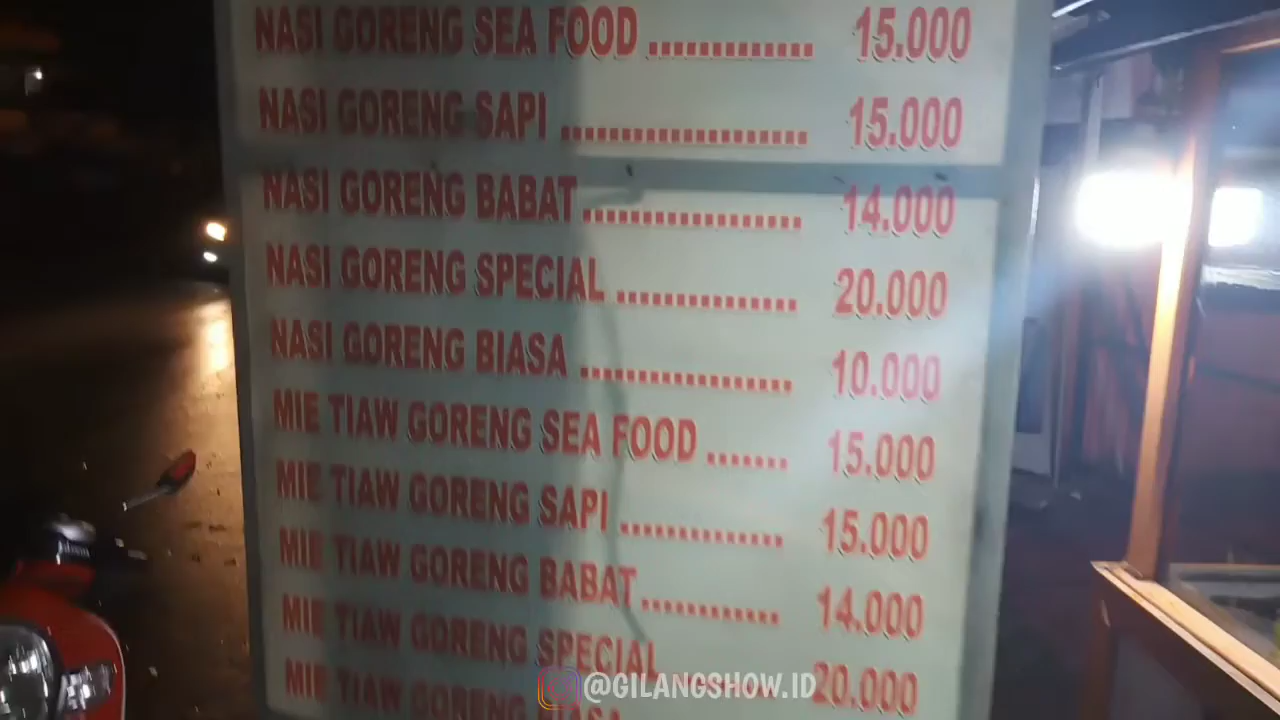 NASI GORENG SEA FOOD ................ 15.000
NASI GORENG SAPI ..................... 15.000
NASI GORENG BABAT ................... 14.000
NASI GORENG SPECIAL ............... 20.000
NASI GORENG BIASA .................. 10.000
MIE TIAW GORENG SEA FOOD ....... 15.000
MIE TIAW GORENG SAPI .............. 15.000
MIE TIAW GORENG BABAT ............ 14.000
MIE TIAW GORENG SPECIAL ......... 20.000
MIE TIAW GORENG BIASA
@GILANGSHOW.ID